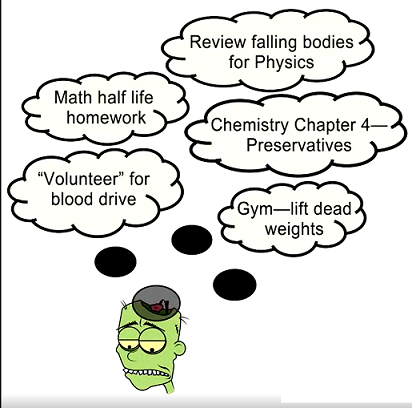 Review falling bodies
for Physics
Math half life
homework
Chemistry Chapter 4—
Preservatives
“Volunteer” for
blood drive
Gym—lift dead
weights